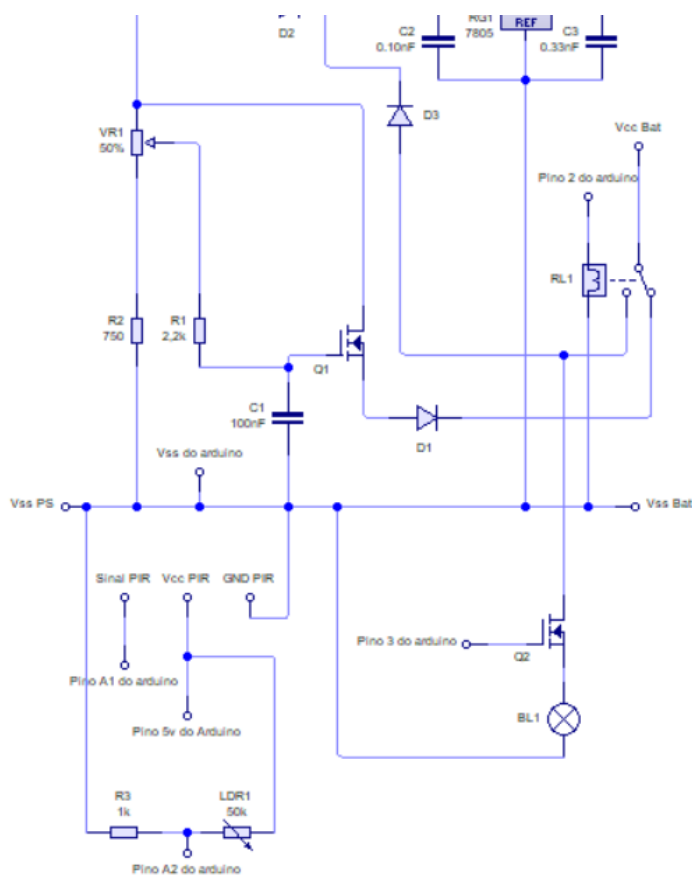 C2
0.10nF
RG1
7805
REF
C3
0.33nF
D2
D3
VR1
50%
Vcc Bat
Pino 2 do arduino
RL1
R2
750
R1
2,2k
Q1
C1
100nF
D1
Vss do arduino
Vss PS
Vss Bat
Sinal PIR
Vcc PIR
GND PIR
Pino 3 do arduino
Q2
Pino A1 do arduino
BL1
Pino 5v do Arduino
R3
1k
LDR1
50k
Pino A2 do arduino